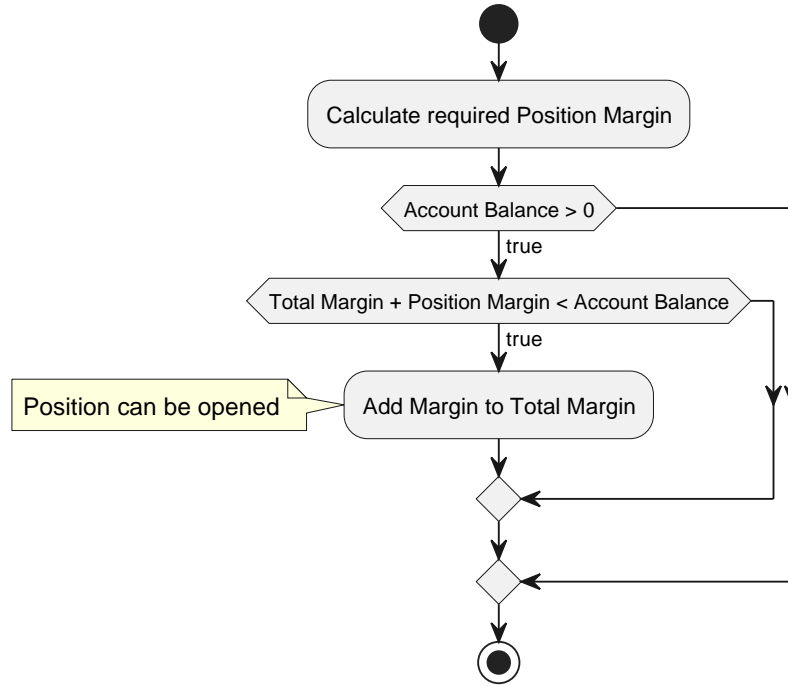 Calculate required Position Margin
Account Balance > 0
true
Total Margin + Position Margin < Account Balance
true
Position can be opened
Add Margin to Total Margin